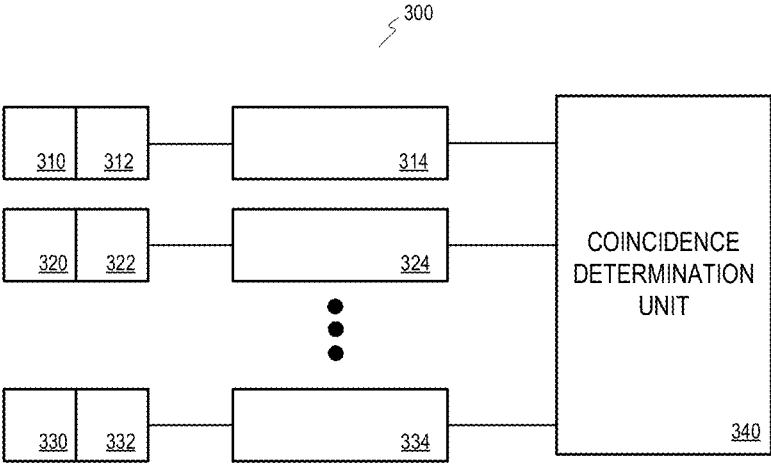 300
310 312 314
320 322 324
COINCIDENCE
DETERMINATION
UNIT
330 332 334 340